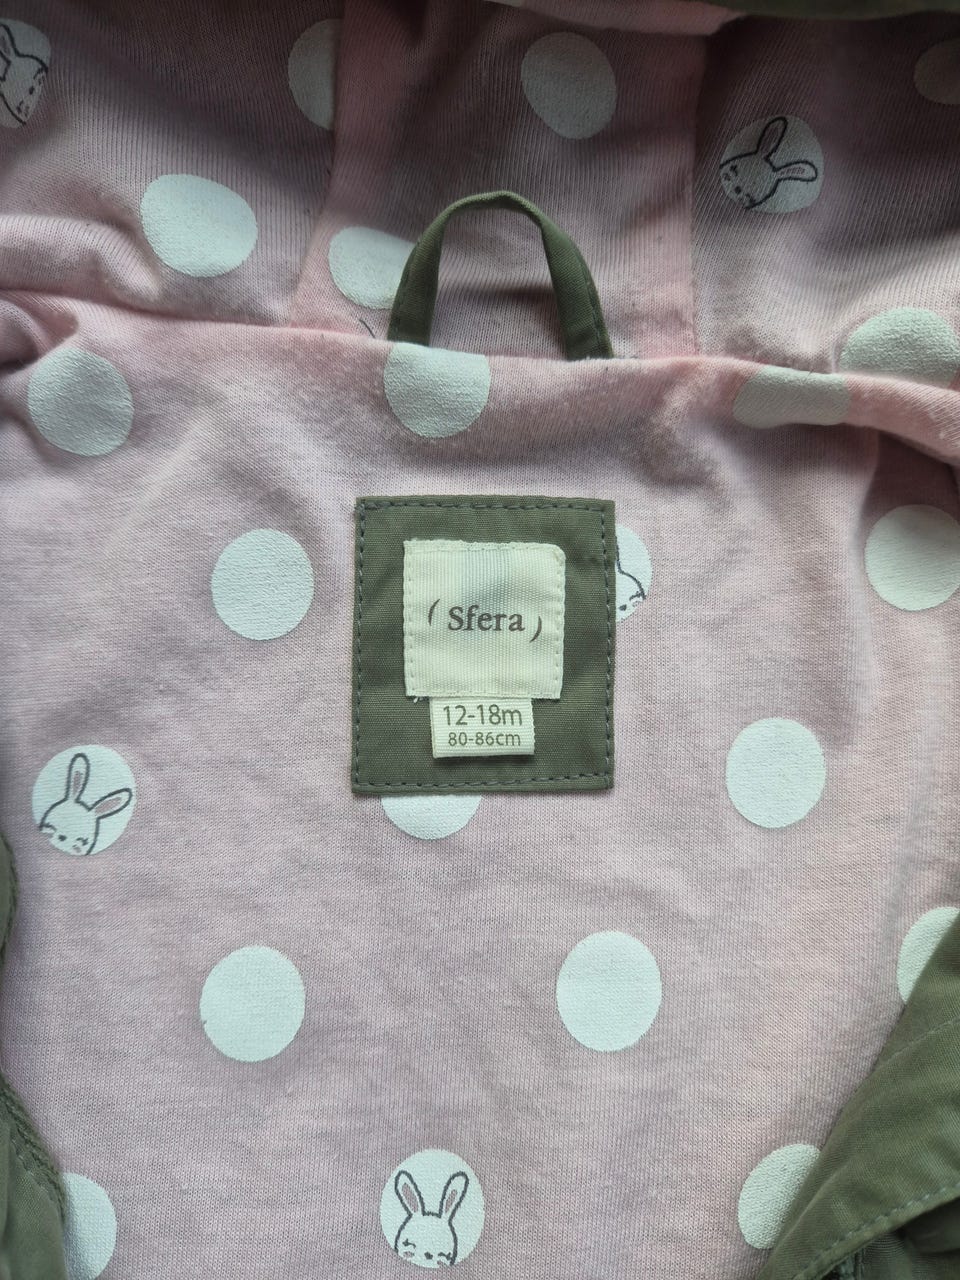 ( Sfera )
12-18m
80-86cm